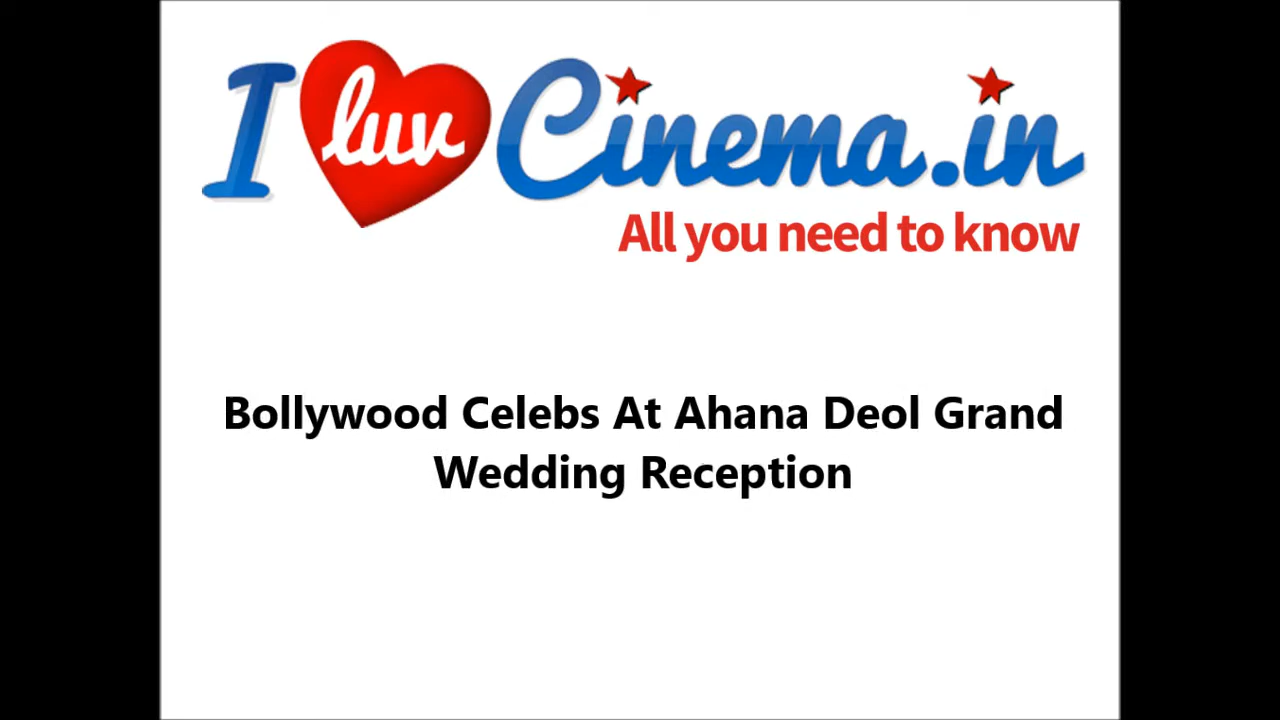 I luv Cinema.in
All you need to know
Bollywood Celebs At Ahana Deol Grand
Wedding Reception